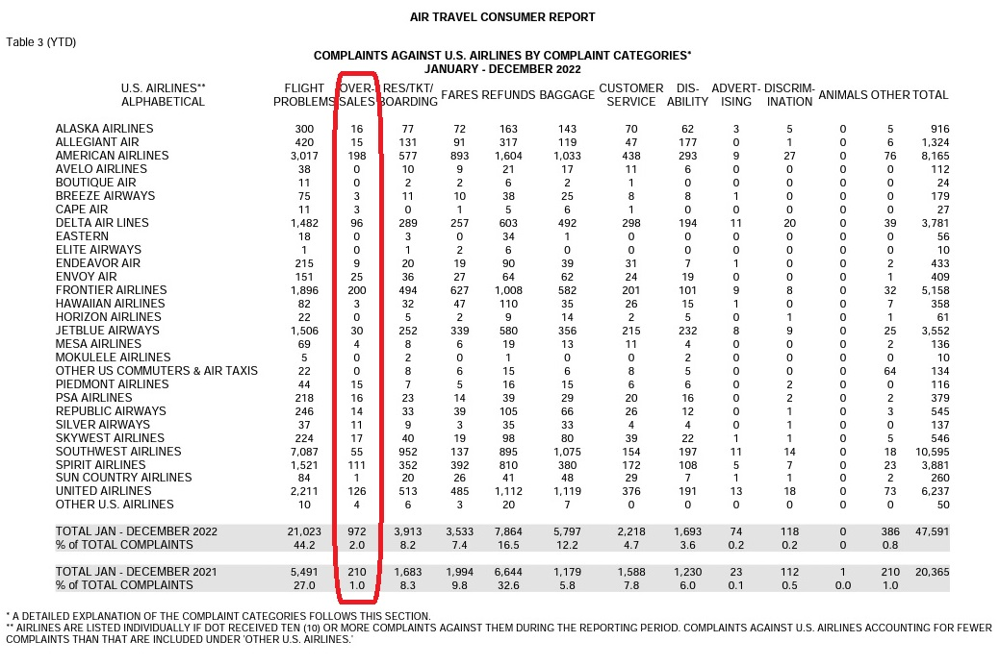 AIR TRAVEL CONSUMER REPORT
Table 3 (YTD)
COMPLAINTS AGAINST U.S. AIRLINES BY COMPLAINT CATEGORIES*
JANUARY - DECEMBER 2022
U.S. AIRLINES** FLIGHT OVER- RES/TKT/ FARES REFUNDS BAGGAGE CUSTOMER DIS- ADVERT- DISCRIM- ANIMALS OTHER TOTAL
ALPHABETICAL PROBLEMS SALES BOARDING SERVICE ABILITY ISING INATION
ALASKA AIRLINES 300 16 77 72 163 143 70 62 3 5 0 5 916
ALLEGIANT AIR 420 15 131 91 317 119 47 177 0 1 0 6 1,324
AMERICAN AIRLINES 3,017 198 577 893 1,604 1,033 438 293 9 27 0 76 8,165
AVELO AIRLINES 38 0 10 9 21 17 11 6 0 0 0 0 112
BOUTIQUE AIR 11 0 2 2 6 2 1 0 0 0 0 0 24
BREEZE AIRWAYS 75 3 11 10 38 25 8 8 1 0 0 0 179
CAPE AIR 11 3 0 1 5 6 1 0 0 0 0 0 27
DELTA AIR LINES 1,482 96 289 257 603 492 298 194 11 20 0 39 3,781
EASTERN 18 0 3 0 34 1 0 0 0 0 0 0 56
ELITE AIRWAYS 1 0 1 2 6 0 0 0 0 0 0 0 10
ENDEAVOR AIR 215 9 20 19 90 39 31 7 1 0 0 2 433
ENVOY AIR 151 25 36 27 64 62 24 19 0 0 0 1 409
FRONTIER AIRLINES 1,896 200 494 627 1,008 582 201 101 9 8 0 32 5,158
HAWAIIAN AIRLINES 82 3 32 47 110 35 26 15 1 0 0 7 358
HORIZON AIRLINES 22 0 5 2 9 14 2 5 0 1 0 1 61
JETBLUE AIRWAYS 1,506 30 252 339 580 356 215 232 8 9 0 25 3,552
MESA AIRLINES 69 4 8 6 19 13 11 4 0 0 0 2 136
MOKULELE AIRLINES 5 0 2 0 1 0 0 2 0 0 0 0 10
OTHER US COMMUTERS & AIR TAXIS 22 0 8 6 15 6 8 5 0 0 0 64 134
PIEDMONT AIRLINES 44 15 7 5 16 15 6 6 0 2 0 0 116
PSA AIRLINES 218 16 23 14 39 29 20 16 0 2 0 2 379
REPUBLIC AIRWAYS 246 14 33 39 105 66 26 12 0 1 0 3 545
SILVER AIRWAYS 37 11 9 3 35 33 4 4 0 1 0 0 137
SKYWEST AIRLINES 224 17 40 19 98 80 39 22 1 1 0 5 546
SOUTHWEST AIRLINES 7,087 55 952 137 895 1,075 154 197 11 14 0 18 10,595
SPIRIT AIRLINES 1,521 111 352 392 810 380 172 108 5 7 0 23 3,881
SUN COUNTRY AIRLINES 84 1 20 26 41 48 29 7 1 1 0 2 260
UNITED AIRLINES 2,211 126 513 485 1,112 1,119 376 191 13 18 0 73 6,237
OTHER U.S. AIRLINES 10 4 6 3 20 7 0 0 0 0 0 0 50
TOTAL JAN - DECEMBER 2022 21,023 972 3,913 3,533 7,864 5,797 2,218 1,693 74 118 0 386 47,591
% of TOTAL COMPLAINTS 44.2 2.0 8.2 7.4 16.5 12.2 4.7 3.6 0.2 0.2 0 0.8
TOTAL JAN - DECEMBER 2021 5,491 210 1,683 1,994 6,644 1,179 1,588 1,230 23 112 1 210 20,365
% of TOTAL COMPLAINTS 27.0 1.0 8.3 9.8 32.6 5.8 7.8 6.0 0.1 0.5 0.0 1.0
* A DETAILED EXPLANATION OF THE COMPLAINT CATEGORIES FOLLOWS THIS SECTION.
** AIRLINES ARE LISTED INDIVIDUALLY IF DOT RECEIVED TEN (10) OR MORE COMPLAINTS AGAINST THEM DURING THE REPORTING PERIOD. COMPLAINTS AGAINST U.S. AIRLINES ACCOUNTING FOR FEWER
COMPLAINTS THAN THAT ARE INCLUDED UNDER 'OTHER U.S. AIRLINES.'